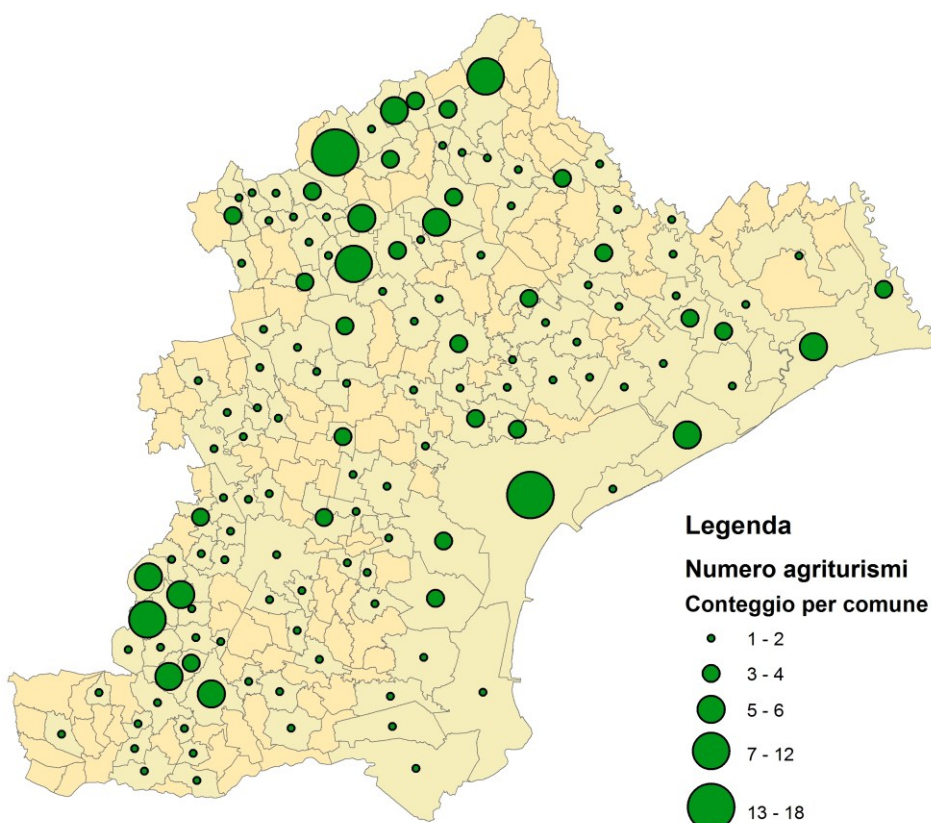 Legenda
Numero agriturismi
Conteggio per comune
1 - 2
3 - 4
5 - 6
7 - 12
13 - 18